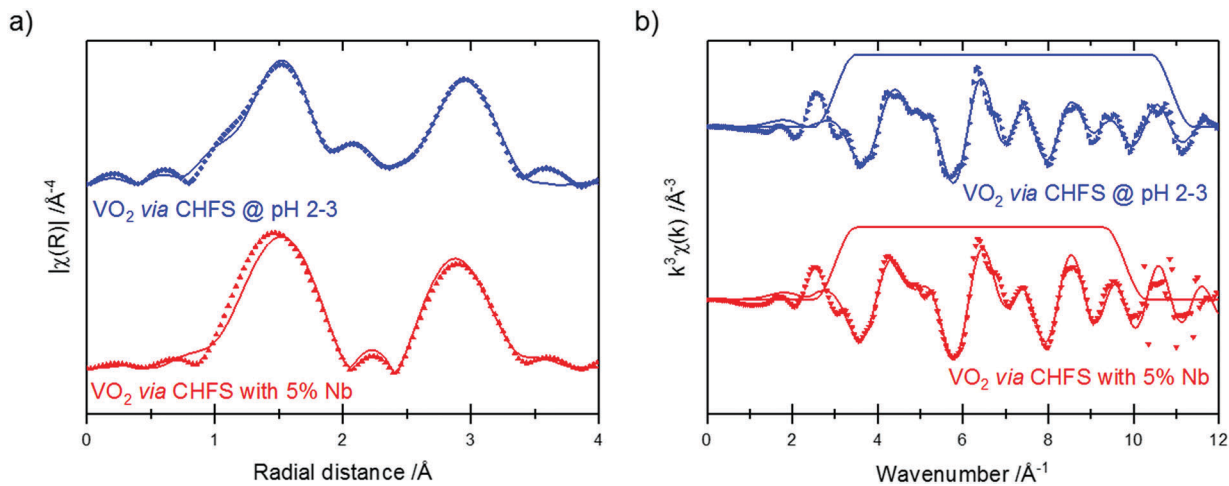 a)
|χ(R)| /Å-4
VO2 via CHFS @ pH 2-3
VO2 via CHFS with 5% Nb
0 1 2 3 4
Radial distance /Å
b)
k3χ(k) /Å-3
VO2 via CHFS @ pH 2-3
VO2 via CHFS with 5% Nb
0 2 4 6 8 10 12
Wavenumber /Å-1